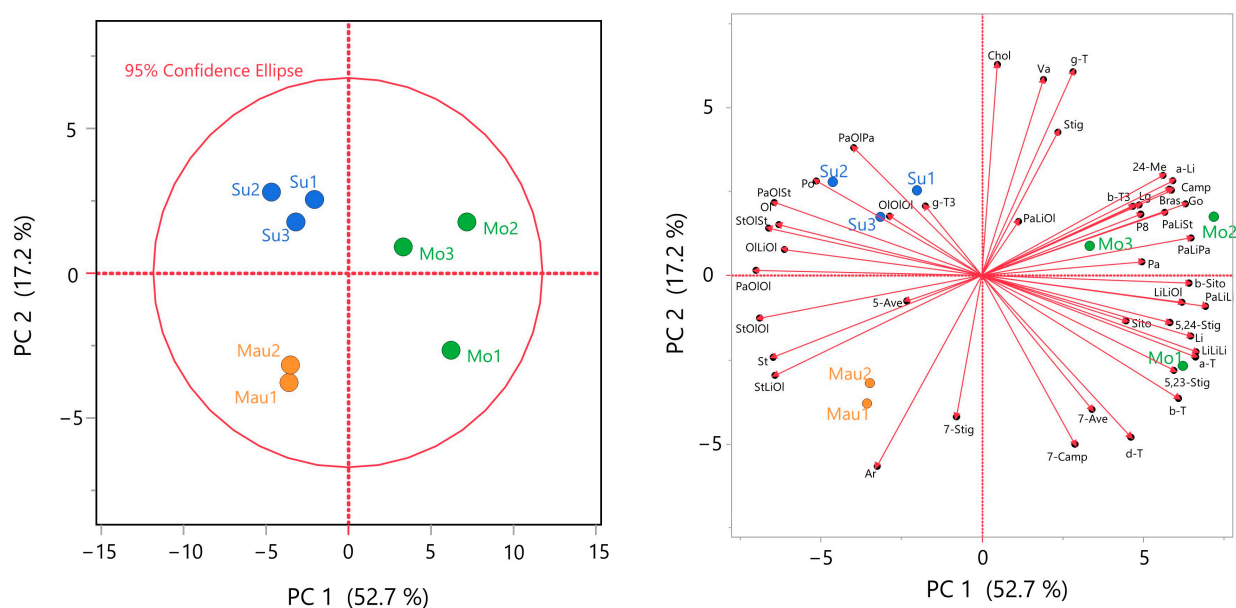 95% Confidence Ellipse
Su2
Su1
Su3
Mo2
Mo3
Mau2
Mau1
Mo1
5
0
−5
−15
−10
−5
0
5
10
15
PC 2 (17.2 %)
PC 1 (52.7 %)
Chol
Va
g-T
Stig
PaOlPa
Su2
Su1
Po
PaOlSt
Ol
StOlSt
OlOlOl
g-T3
Su3
OlLiOl
PaOlOl
PaLiOl
24-Me
a-Li
Camp
b-T3
Lg
Bras
Go
P8
PaLiSt
Mo2
Mo3
PaLiPa
Pa
b-Sito
LiLiOl
PaLiLi
Sito
5,24-Stig
Li
LiLiLi
Mo1
a-T
5,23-Stig
b-T
5-Ave
StOlOl
St
StLiOl
Mau2
Mau1
7-Stig
7-Ave
Ar
7-Camp
d-T
5
0
−5
−5
0
5
PC 2 (17.2 %)
PC 1 (52.7 %)